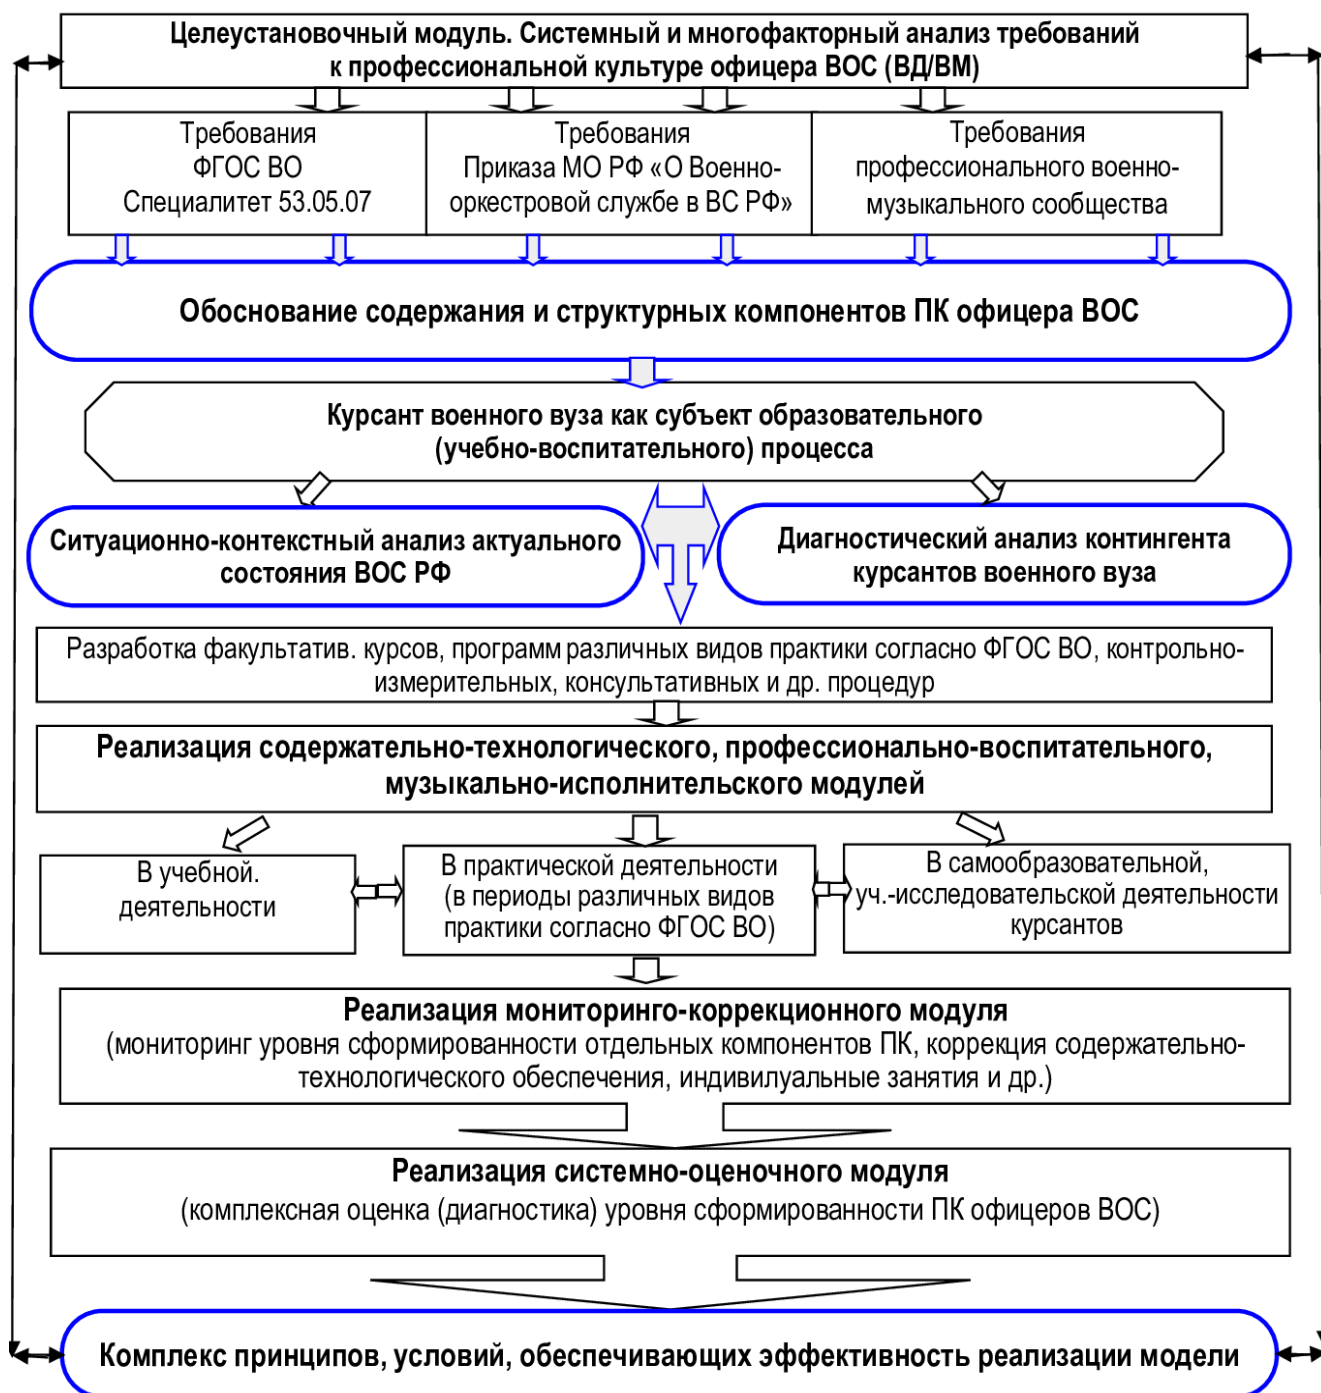 Целеустановочный модуль. Системный и многофакторный анализ требований
к профессиональной культуре офицера ВОС (ВД/ВМ)
Требования
ФГОС ВО
Специалитет 53.05.07
Требования
Приказа МО РФ «О Военно-
оркестровой службе в ВС РФ»
Требования
профессионального военно-
музыкального сообщества
Обоснование содержания и структурных компонентов ПК офицера ВОС
Курсант военного вуза как субъект образовательного
(учебно-воспитательного) процесса
Ситуационно-контекстный анализ актуального
состояния ВОС РФ
Диагностический анализ контингента
курсантов военного вуза
Разработка факультатив. курсов, программ различных видов практики согласно ФГОС ВО, контрольно-
измерительных, консультативных и др. процедур
Реализация содержательно-технологического, профессионально-воспитательного,
музыкально-исполнительского модулей
В учебной.
деятельности
В практической деятельности
(в периоды различных видов
практики согласно ФГОС ВО)
В самообразовательной,
уч.-исследовательской деятельности
курсантов
Реализация мониторинго-коррекционного модуля
(мониторинг уровня сформированности отдельных компонентов ПК, коррекция содержательно-
технологического обеспечения, индивилуальные занятия и др.)
Реализация системно-оценочного модуля
(комплексная оценка (диагностика) уровня сформированности ПК офицеров ВОС)
Комплекс принципов, условий, обеспечивающих эффективность реализации модели